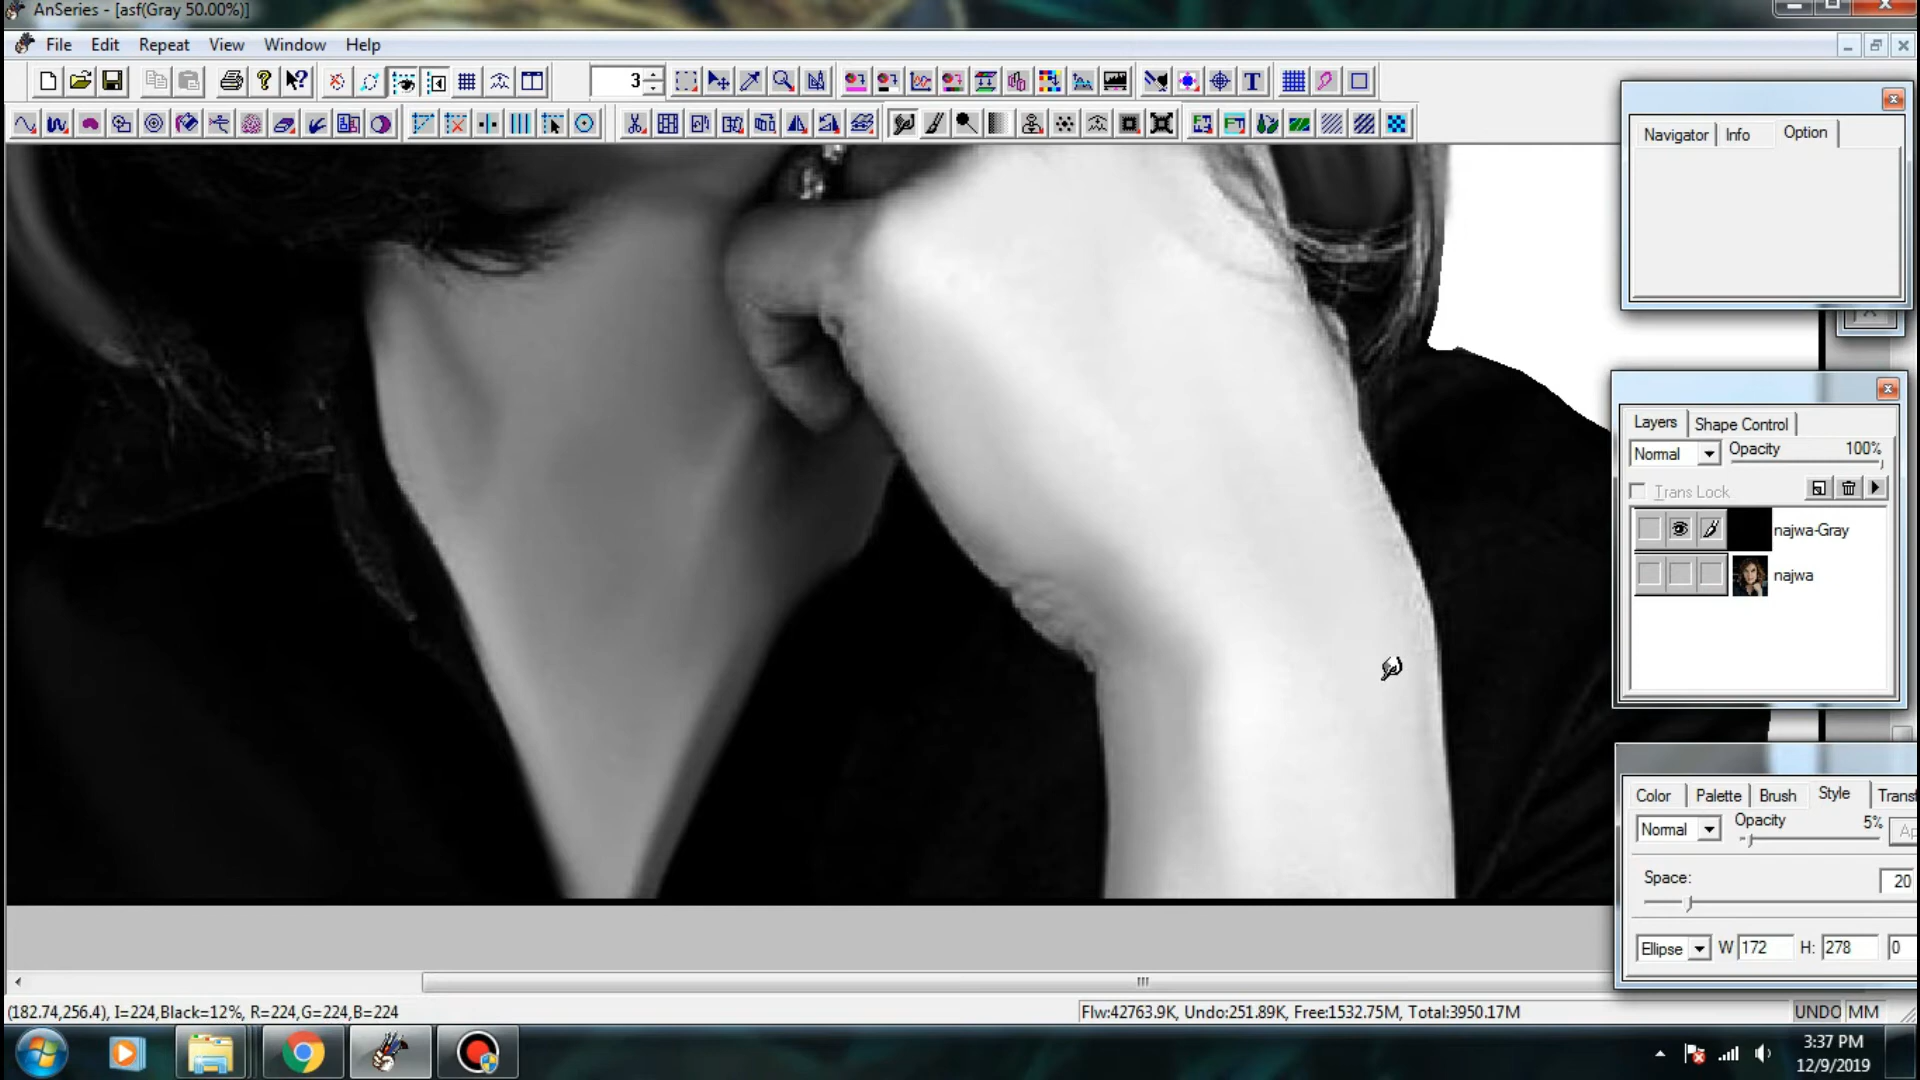 AnSeries - [asf(Gray 50.00%)]
File Edit Repeat View Window Help
3
Navigator Info Option
Layers Shape Control
Normal Opacity 100%
Trans Lock
najwa-Gray
najwa
Color Palette Brush Style Transf
Normal Opacity 5% Ap
Space: 20
Ellipse W 172 H: 278 0
(182.74,256.4), I=224,Black=12%, R=224,G=224,B=224 Flw:42763.9K, Undo:251.89K, Free:1532.75M, Total:3950.17M UNDO MM
3:37 PM
12/9/2019